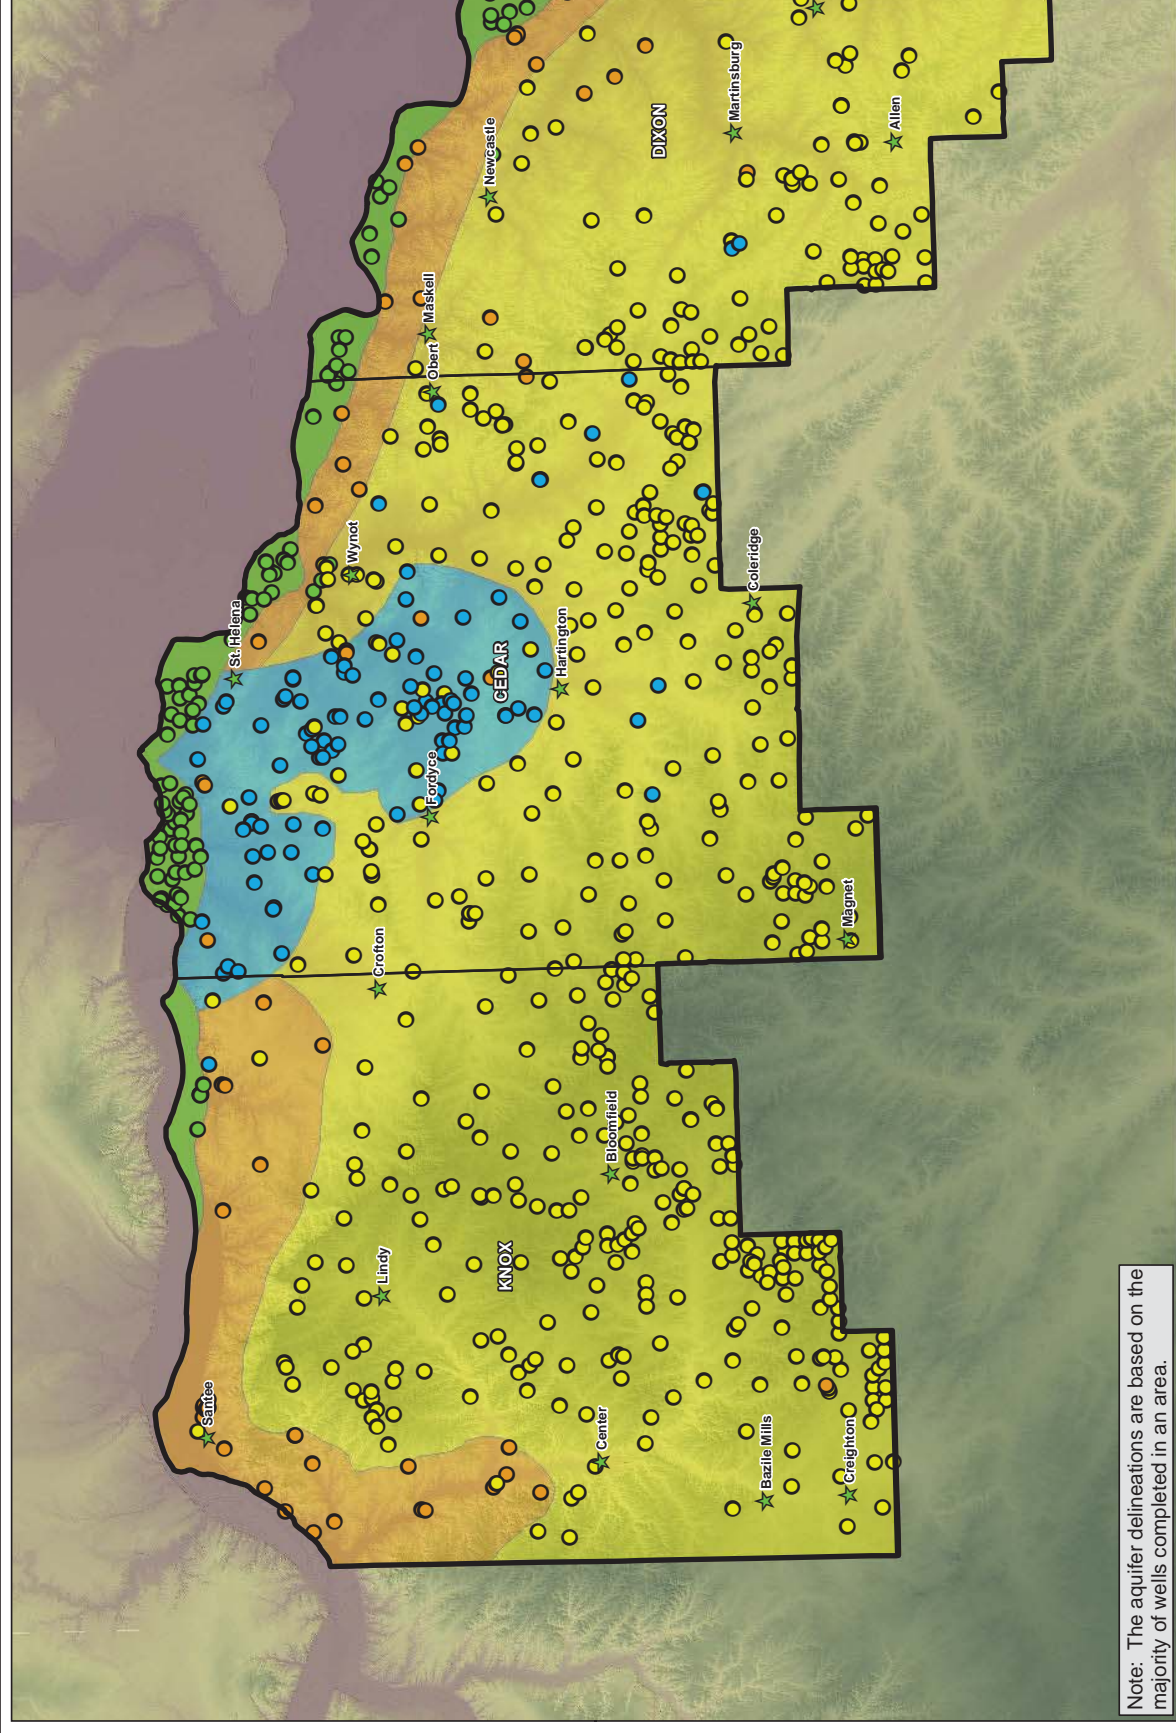 Santee
Lindy
Crofton
St. Helena
Wynot
Fordyce
CEDAR
Hartington
Obert
Maskell
Newcastle
DIXON
Martinsburg
Allen
Coleridge
Magnet
Bloomfield
KNOX
Center
Bazile Mills
Creighton
Note: The aquifer delineations are based on the
majority of wells completed in an area.